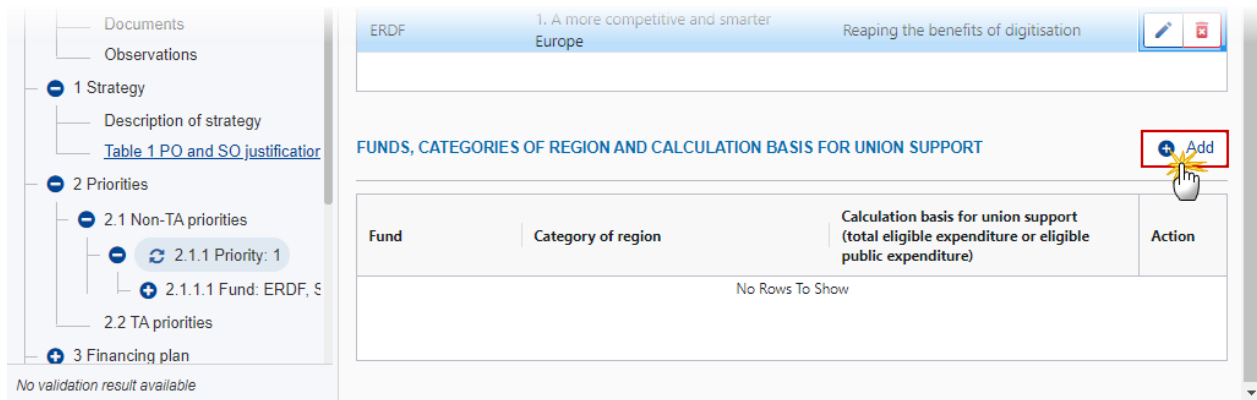 Documents
Observations
1 Strategy
Description of strategy
Table 1 PO and SO justification
2 Priorities
2.1 Non-TA priorities
2.1.1 Priority: 1
2.1.1.1 Fund: ERDF, S
2.2 TA priorities
3 Financing plan
No validation result available
ERDF
1. A more competitive and smarter
Europe
Reaping the benefits of digitisation
FUNDS, CATEGORIES OF REGION AND CALCULATION BASIS FOR UNION SUPPORT
Add
Fund
Category of region
Calculation basis for union support
(total eligible expenditure or eligible
public expenditure)
Action
No Rows To Show